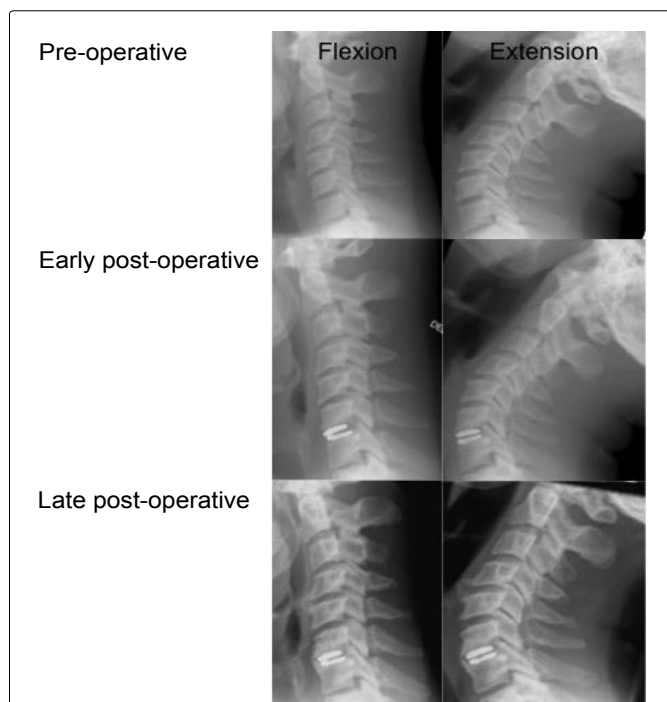 Pre-operative
Flexion
Extension
Early post-operative
Late post-operative